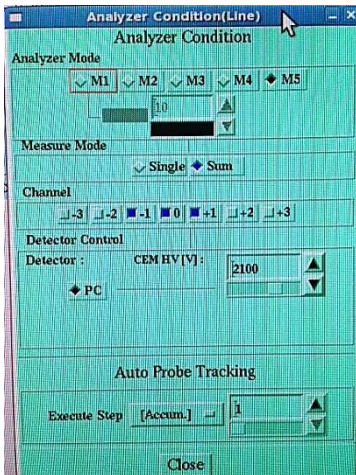 Analyzer Condition(Line)
Analyzer Condition
Analyzer Mode
M1 M2 M3 M4 M5
10
Measure Mode
Single Sum
Channel
-3 -2 -1 0 +1 +2 +3
Detector Control
Detector : CEM HV [V] : 2100
PC
Auto Probe Tracking
Execute Step [Accum.] 1
Close